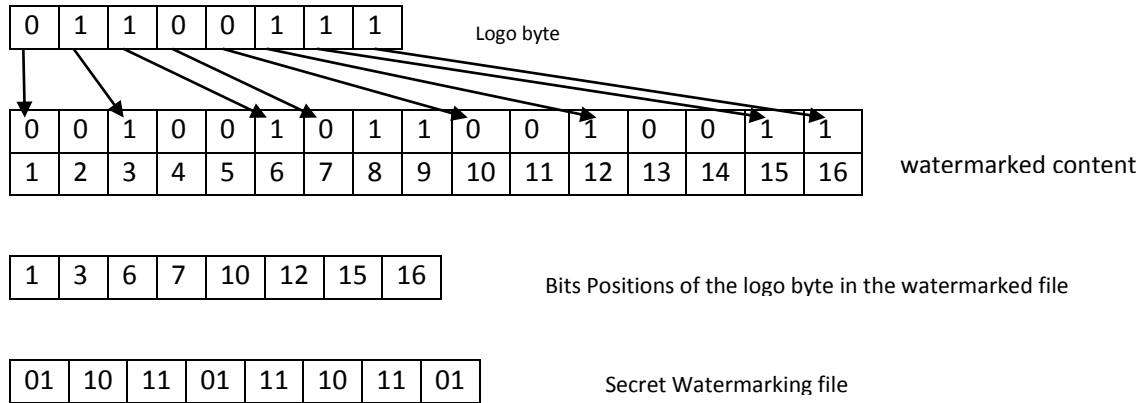 0 1 1 0 0 1 1 1 Logo byte
0 0 1 0 0 1 0 1 1 0 0 1 0 0 1 1
1 2 3 4 5 6 7 8 9 10 11 12 13 14 15 16 watermarked content
1 3 6 7 10 12 15 16 Bits Positions of the logo byte in the watermarked file
01 10 11 01 11 10 11 01 Secret Watermarking file